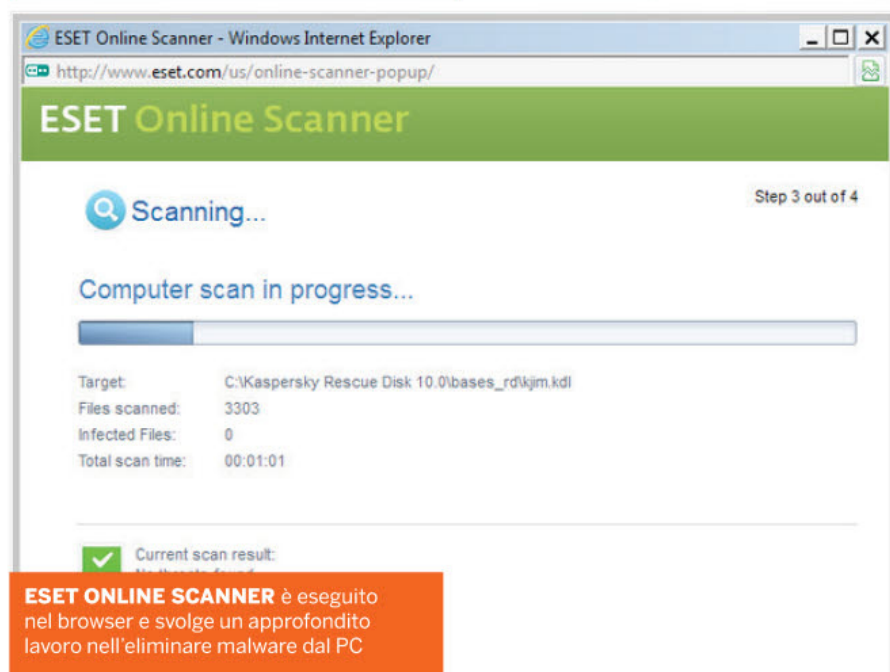 ESET Online Scanner - Windows Internet Explorer
http://www.eset.com/us/online-scanner-popup/
ESET Online Scanner
Scanning...
Step 3 out of 4
Computer scan in progress...
Target: C:\Kaspersky Rescue Disk 10.0\bases_rd\kjim.kdl
Files scanned: 3303
Infected Files: 0
Total scan time: 00:01:01
Current scan result:
No threats found
ESET ONLINE SCANNER è eseguito
nel browser e svolge un approfondito
lavoro nell'eliminare malware dal PC